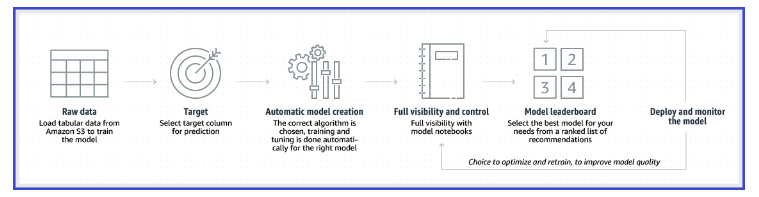 1 2
3 4
Raw data
Load tabular data from
Amazon S3 to train
the model
Target
Select target column
for prediction
Automatic model creation
The correct algorithm is
chosen, training and
tuning is done automati-
cally for the right model
Full visibility and control
Full visibility with
model notebooks
Model leaderboard
Select the best model for your
needs from a ranked list of
recommendations
Deploy and monitor
the model
Choice to optimize and retrain, to improve model quality